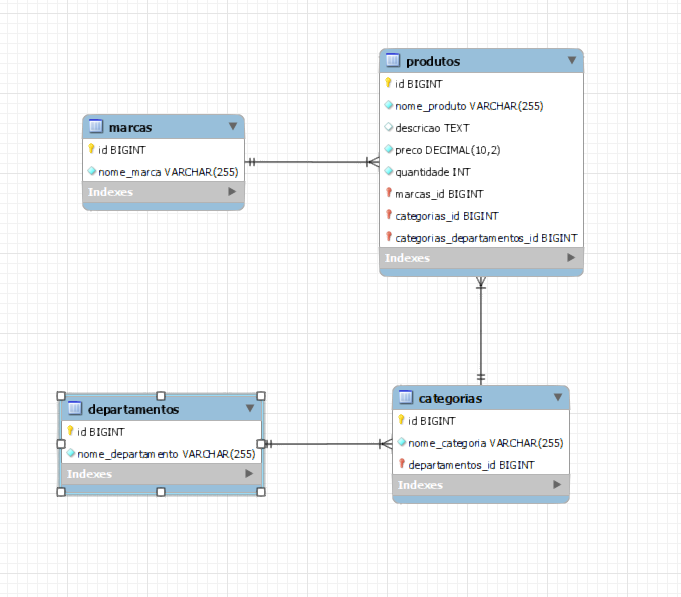 produtos
id BIGINT
nome_produto VARCHAR(255)
descricao TEXT
preco DECIMAL(10,2)
quantidade INT
marcas_id BIGINT
categorias_id BIGINT
categorias_departamentos_id BIGINT
Indexes
marcas
id BIGINT
nome_marca VARCHAR(255)
Indexes
departamentos
id BIGINT
nome_departamento VARCHAR(255)
Indexes
categorias
id BIGINT
nome_categoria VARCHAR(255)
departamentos_id BIGINT
Indexes